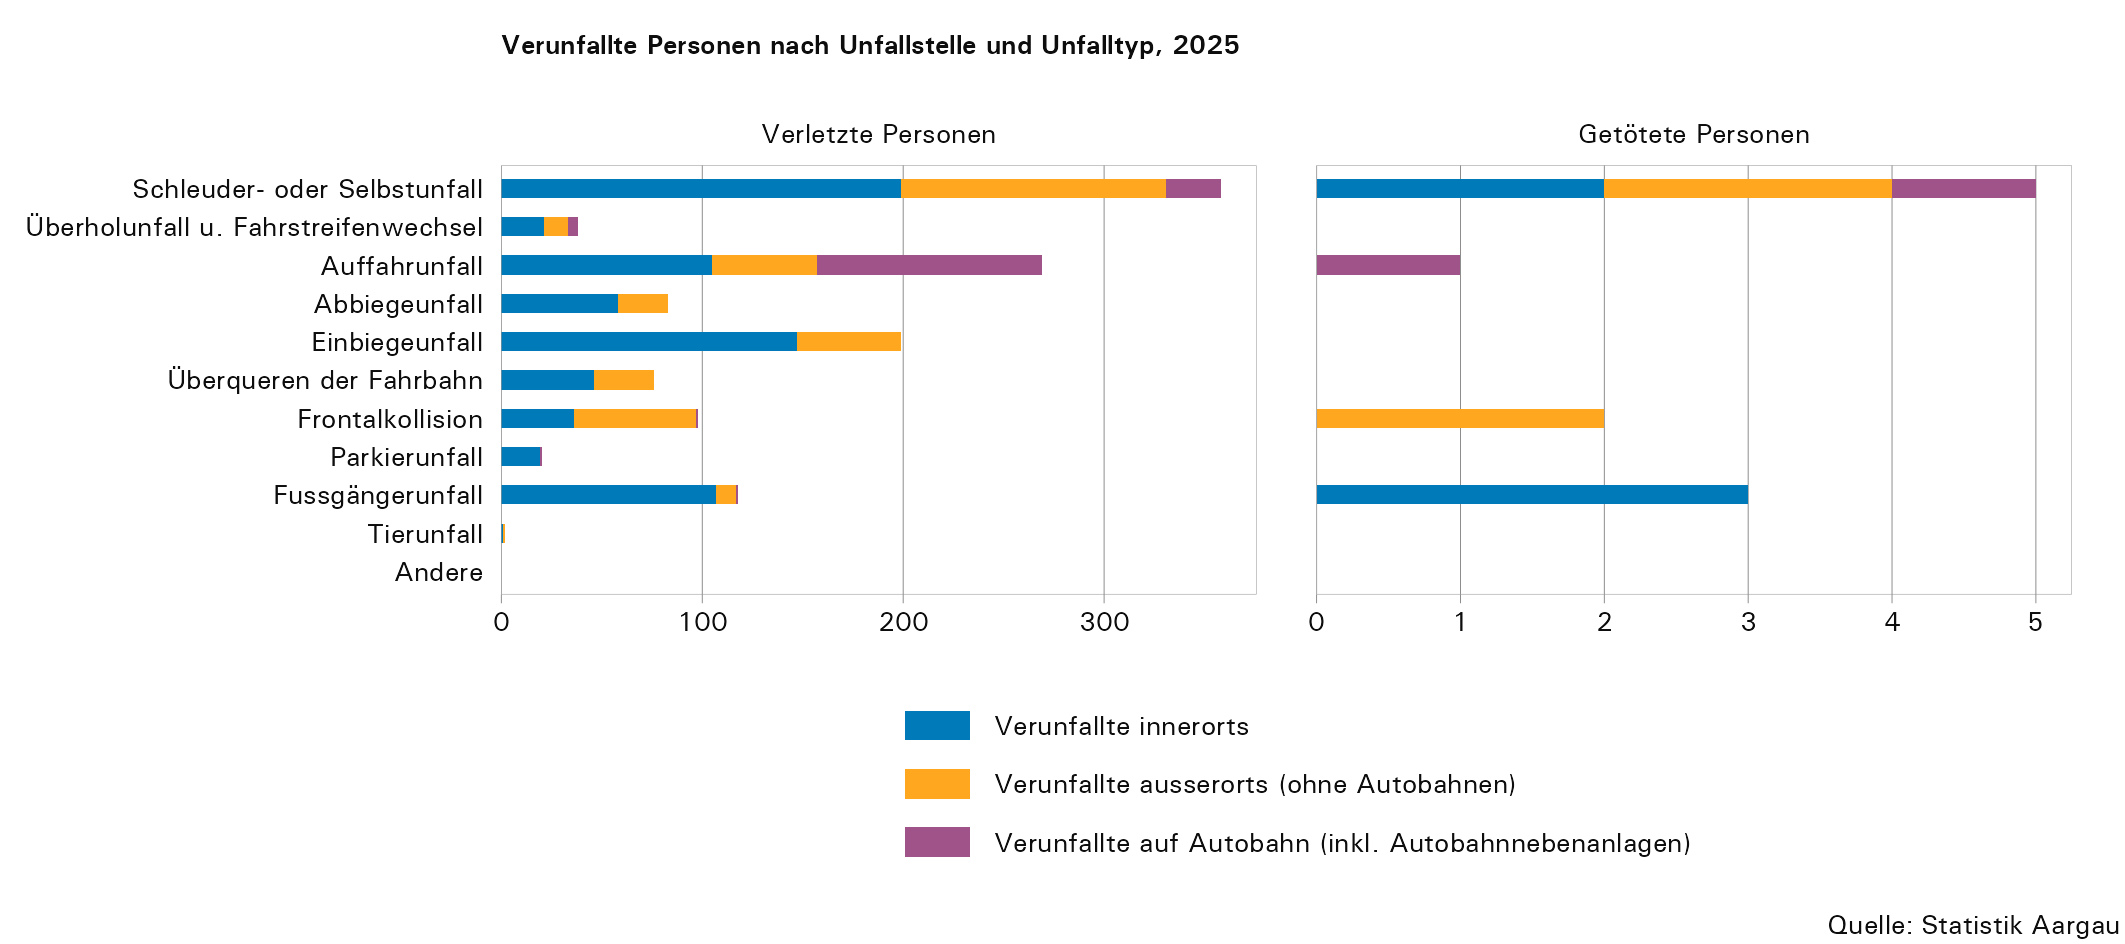 Verunfallte Personen nach Unfallstelle und Unfalltyp, 2025
Verletzte Personen
Getötete Personen
Schleuder- oder Selbstunfall
Überholunfall u. Fahrstreifenwechsel
Auffahrunfall
Abbiegeunfall
Einbiegeunfall
Überqueren der Fahrbahn
Frontalkollision
Parkierunfall
Fussgängerunfall
Tierunfall
Andere
0 100 200 300
0 1 2 3 4 5
Verunfallte innerorts
Verunfallte ausserorts (ohne Autobahnen)
Verunfallte auf Autobahn (inkl. Autobahnnebenanlagen)
Quelle: Statistik Aargau